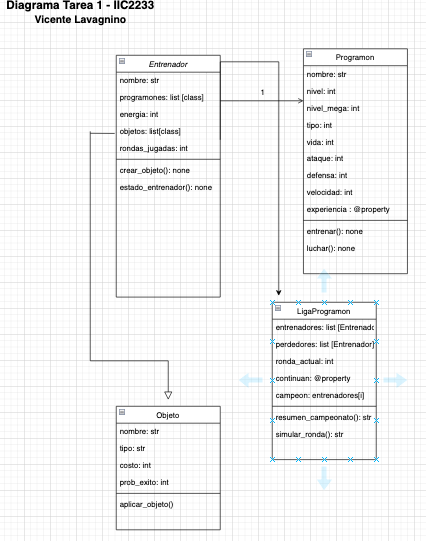 Diagrama Tarea 1 - IIC2233
Vicente Lavagnino
Entrenador
nombre: str
programones: list [class]
energia: int
objetos: list[class]
rondas_jugadas: int
crear_objeto(): none
estado_entrenador(): none
1
Programon
nombre: str
nivel: int
nivel_mega: int
tipo: int
vida: int
ataque: int
defensa: int
velocidad: int
experiencia : @property
entrenar(): none
luchar(): none
LigaProgramon
entrenadores: list [Entrenadc
perdedores: list [Entrenador]
ronda_actual: int
continuan: @property
campeon: entrenadores[i]
resumen_campeonato(): str
simular_ronda(): str
Objeto
nombre: str
tipo: str
costo: int
prob_exito: int
aplicar_objeto()